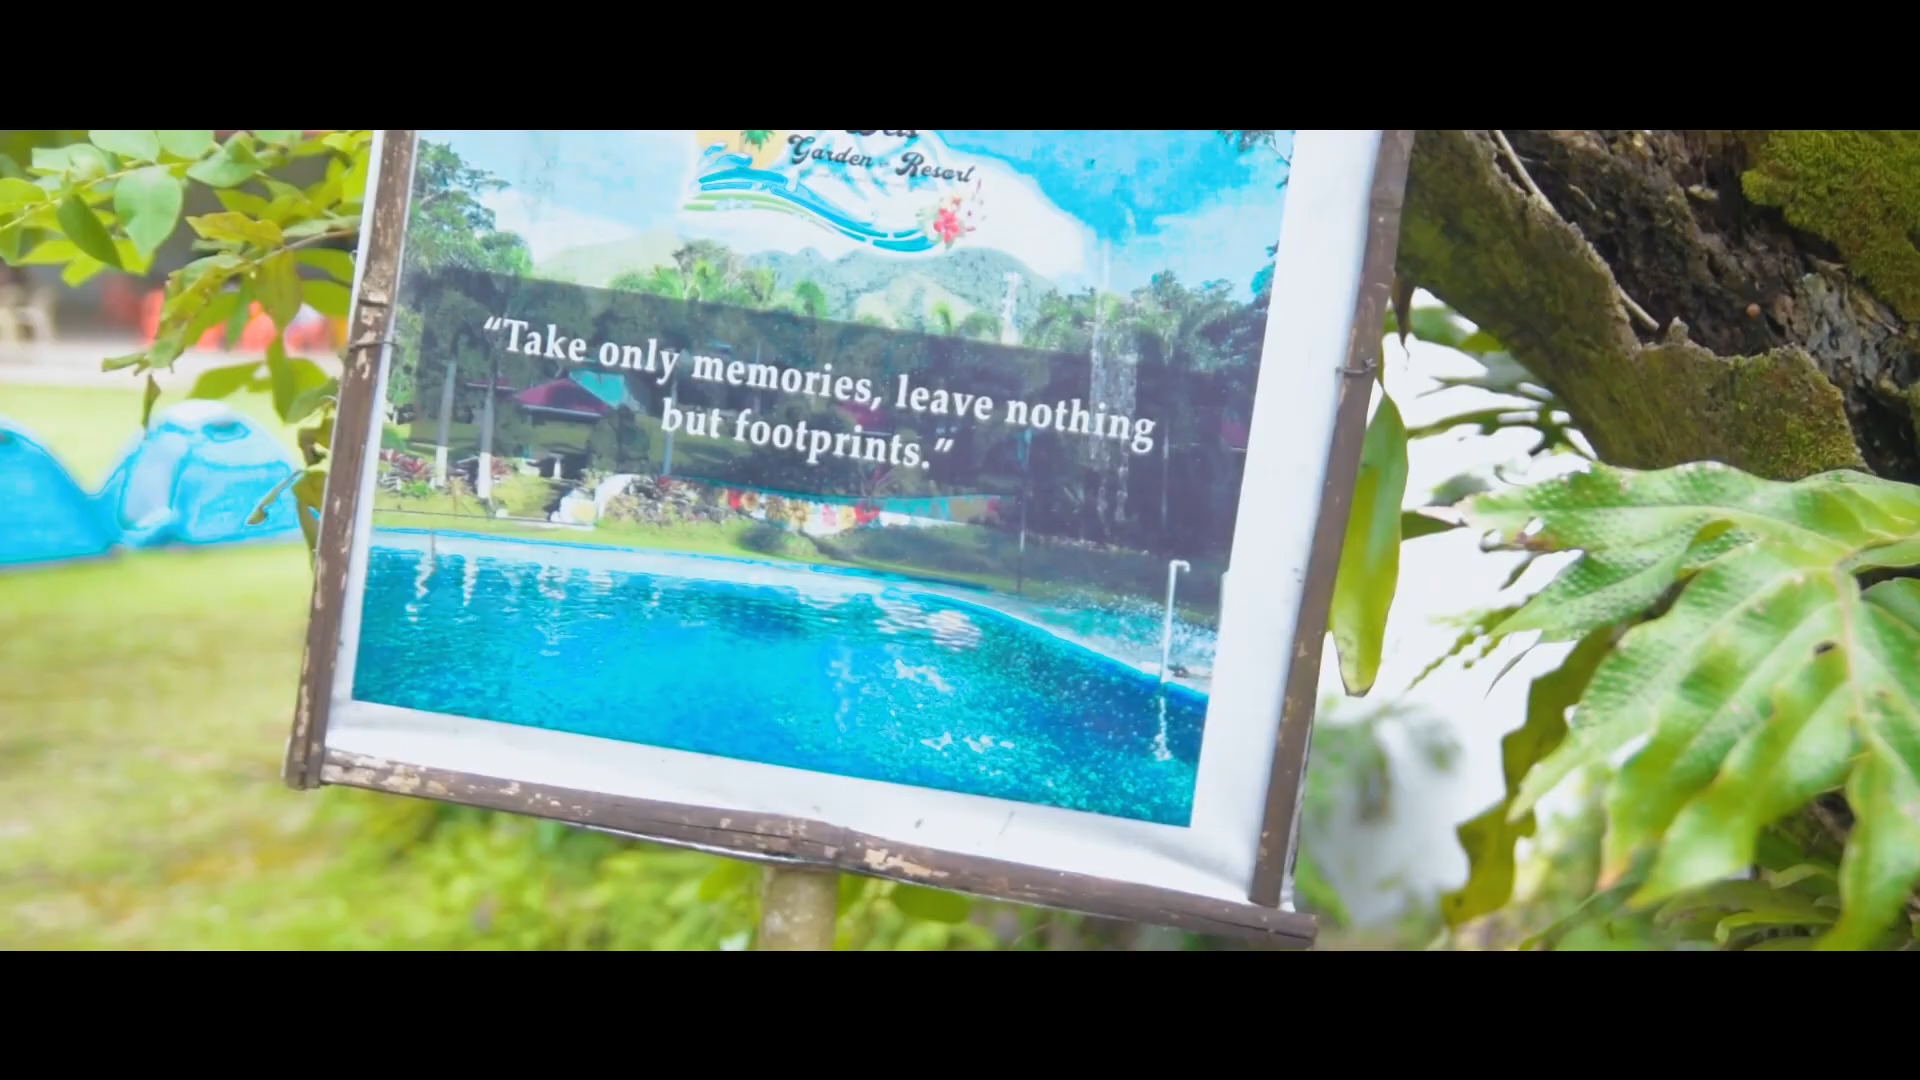 Garden - Resort
“Take only memories, leave nothing
but footprints.”